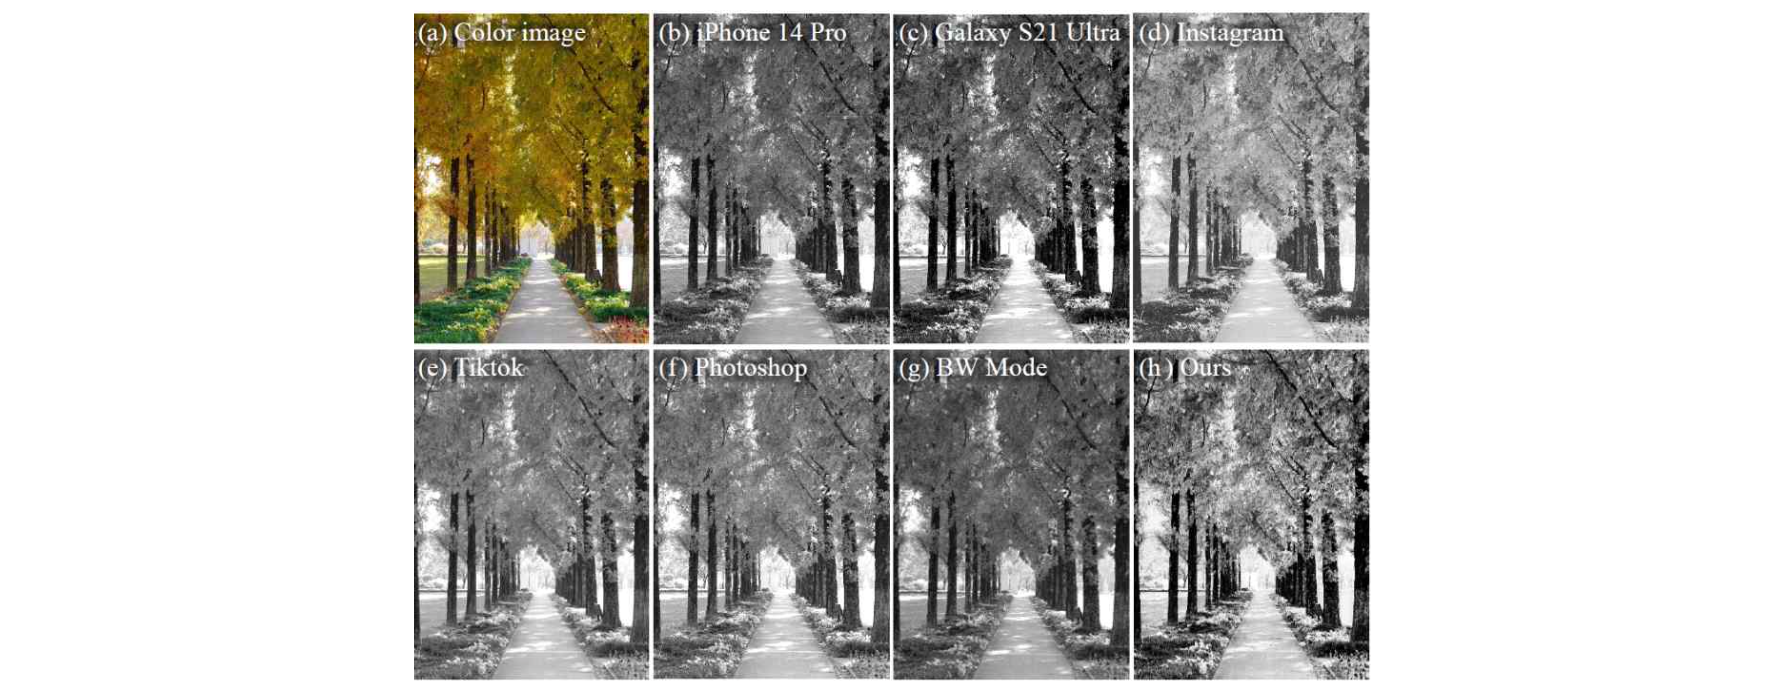 (a) Color image
(b) iPhone 14 Pro
(c) Galaxy S21 Ultra
(d) Instagram
(e) Tiktok
(f) Photoshop
(g) BW Mode
(h ) Ours